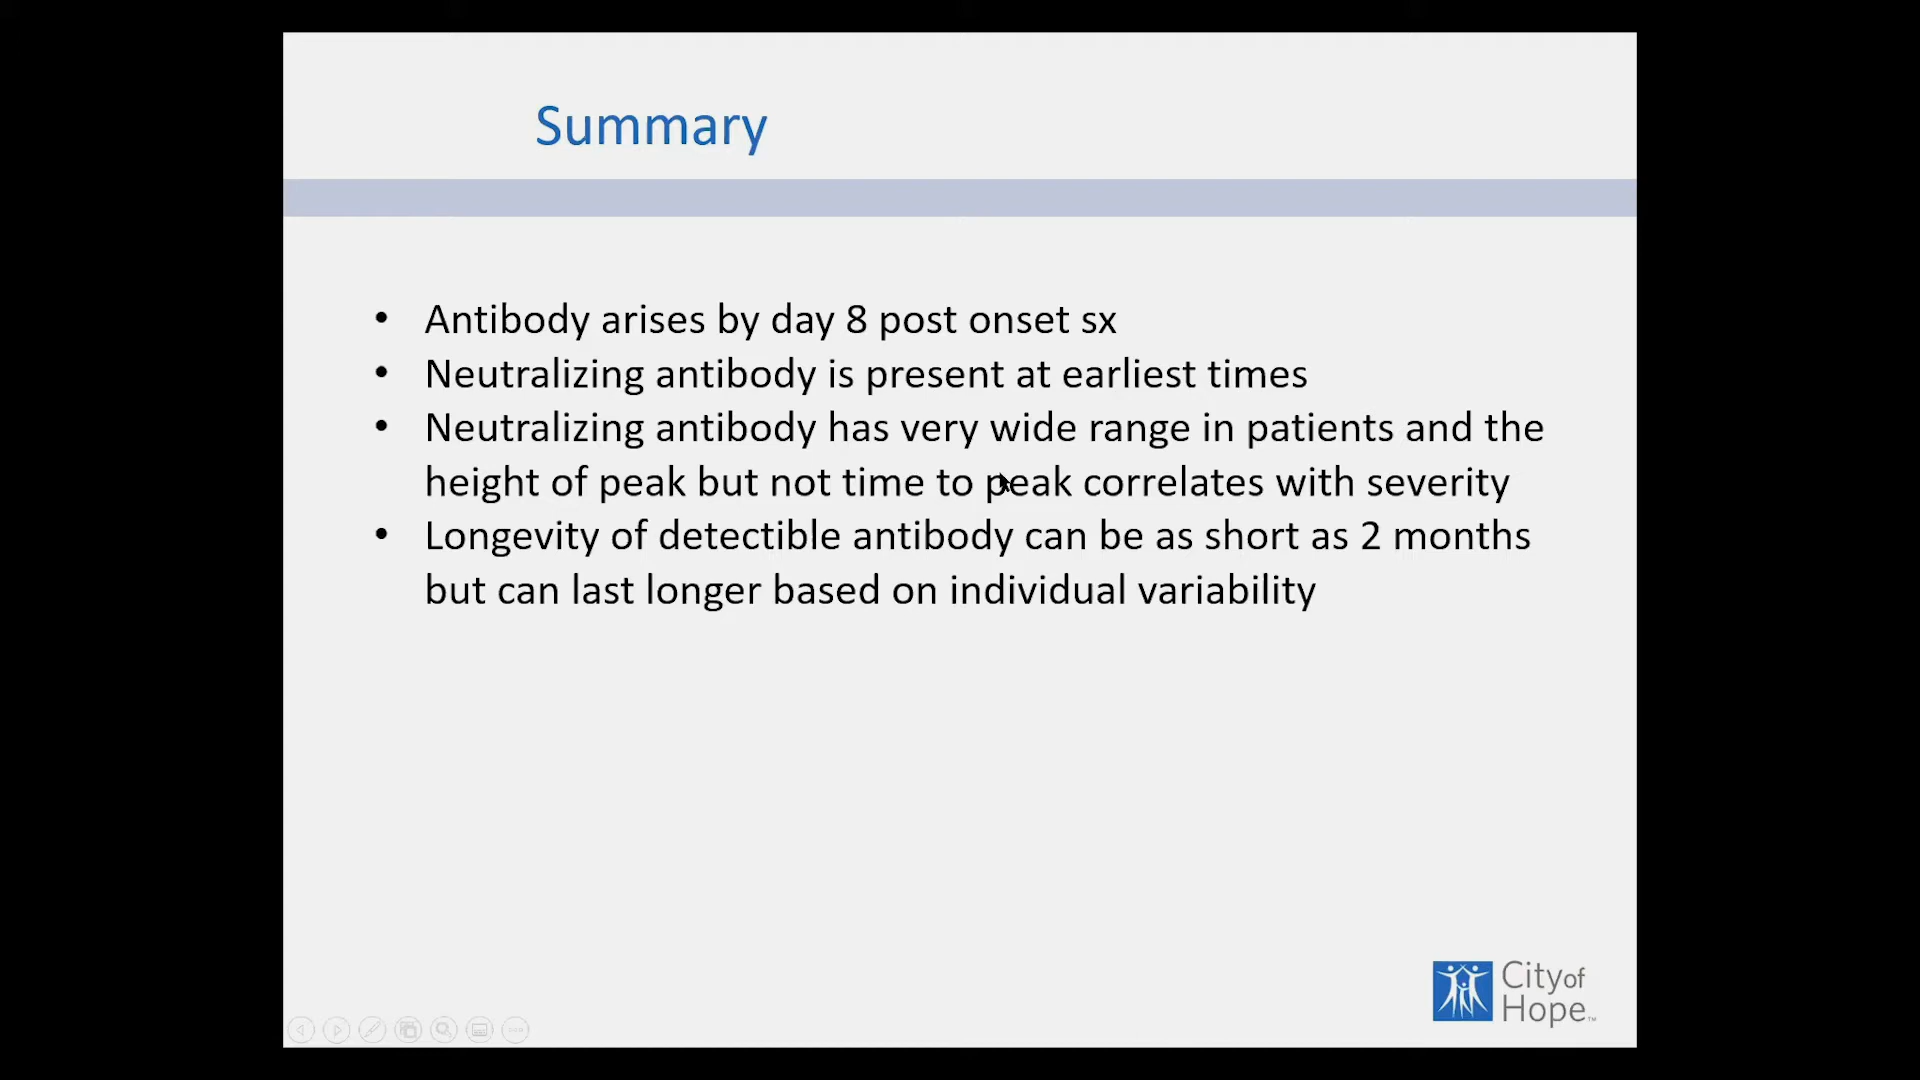 Summary
• Antibody arises by day 8 post onset sx
• Neutralizing antibody is present at earliest times
• Neutralizing antibody has very wide range in patients and the
height of peak but not time to peak correlates with severity
• Longevity of detectible antibody can be as short as 2 months
but can last longer based on individual variability
City of
Hope™